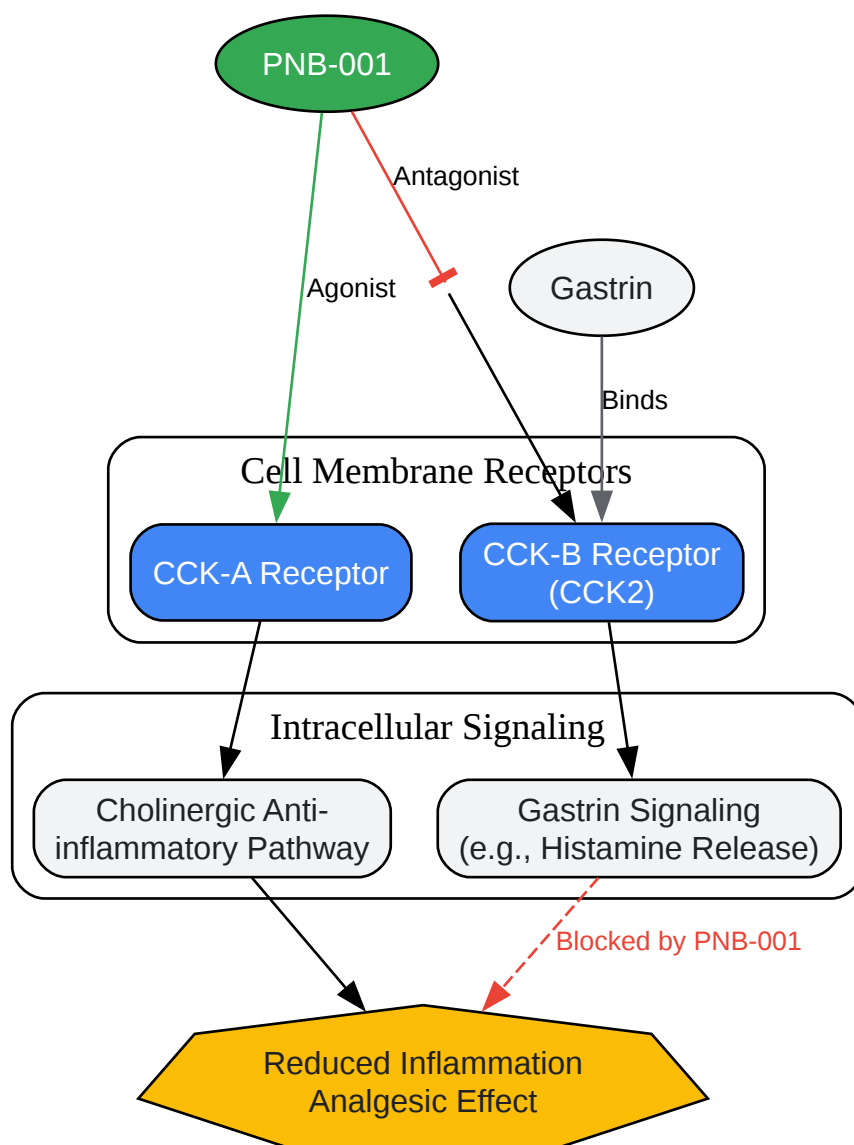 PNB-001
Antagonist
Agonist
Gastrin
Binds
Cell Membrane Receptors
CCK-A Receptor
CCK-B Receptor
(CCK2)
Intracellular Signaling
Cholinergic Anti-
inflammatory Pathway
Gastrin Signaling
(e.g., Histamine Release)
Blocked by PNB-001
Reduced Inflammation
Analgesic Effect